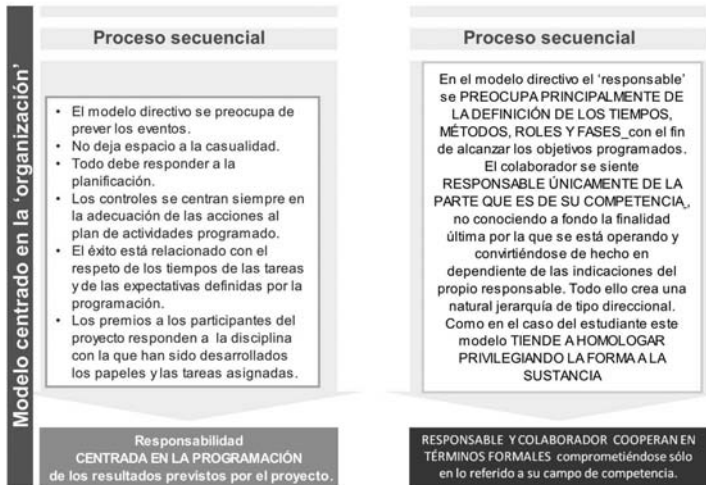 Modelo centrado en la 'organización'
Proceso secuencial
• El modelo directivo se preocupa de
prever los eventos.
• No deja espacio a la casualidad.
• Todo debe responder a la
planificación.
• Los controles se centran siempre en
la adecuación de las acciones al
plan de actividades programado.
• El éxito está relacionado con el
respeto de los tiempos de las tareas
y de las expectativas definidas por la
programación.
• Los premios a los participantes del
proyecto responden a la disciplina
con la que han sido desarrollados
los papeles y las tareas asignadas.
Responsabilidad
CENTRADA EN LA PROGRAMACIÓN
de los resultados previstos por el proyecto.
Proceso secuencial
En el modelo directivo el 'responsable'
se PREOCUPA PRINCIPALMENTE DE
LA DEFINICIÓN DE LOS TIEMPOS,
MÉTODOS, ROLES Y FASES_con el fin
de alcanzar los objetivos programados.
El colaborador se siente
RESPONSABLE ÚNICAMENTE DE LA
PARTE QUE ES DE SU COMPETENCIA_,
no conociendo a fondo la finalidad
última por la que se está operando y
convirtiéndose de hecho en
dependiente de las indicaciones del
propio responsable. Todo ello crea una
natural jerarquía de tipo direccional.
Como en el caso del estudiante este
modelo TIENDE A HOMOLOGAR
PRIVILEGIANDO LA FORMA A LA
SUSTANCIA
RESPONSABLE Y COLABORADOR COOPERAN EN
TÉRMINOS FORMALES comprometiéndose sólo
en lo referido a su campo de competencia.